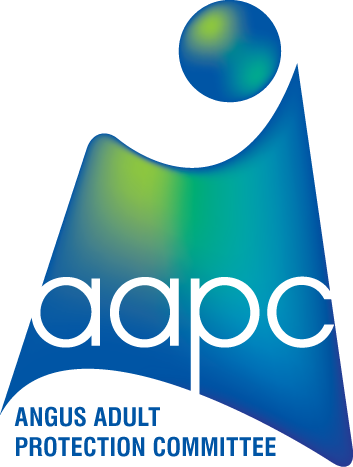 aapc
ANGUS ADULT
PROTECTION COMMITTEE